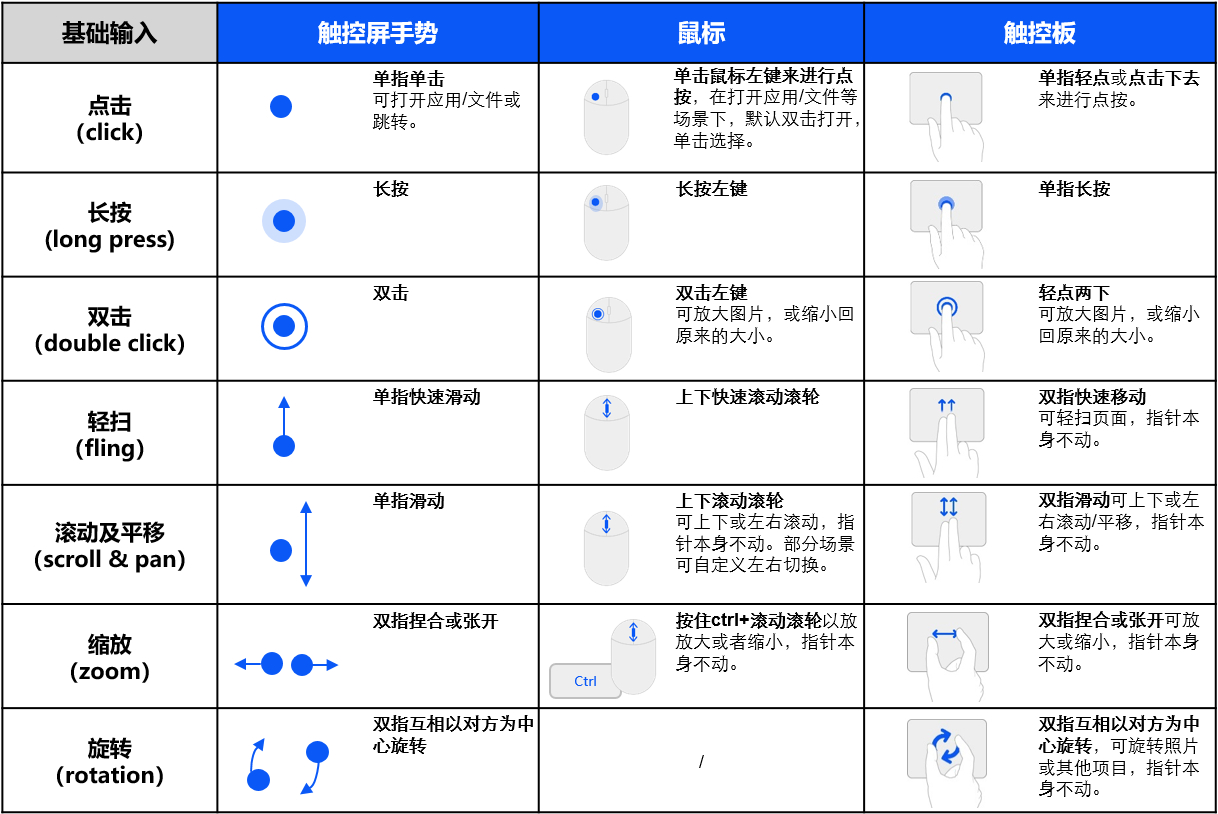 基础输入
触控屏手势
鼠标
触控板
点击
(click)
单指单击
可打开应用/文件或
跳转。
单击鼠标左键来进行点
按，在打开应用/文件等
场景下，默认双击打开，
单击选择。
单指轻点或点击下去
来进行点按。
长按
(long press)
长按
长按左键
单指长按
双击
(double click)
双击
双击左键
可放大图片，或缩小回
原来的大小。
轻点两下
可放大图片，或缩小
回原来的大小。
轻扫
(fling)
单指快速滑动
上下快速滚动滚轮
双指快速移动
可轻扫页面，指针本
身不动。
滚动及平移
(scroll & pan)
单指滑动
上下滚动滚轮
可上下或左右滚动，指
针本身不动。部分场景
可自定义左右切换。
双指滑动可上下或左
右滚动/平移，指针本
身不动。
缩放
(zoom)
双指捏合或张开
Ctrl
按住ctrl+滚动滚轮以放
放大或者缩小，指针本
身不动。
双指捏合或张开可放
大或缩小，指针本身
不动。
旋转
(rotation)
双指互相以对方为中
心旋转
/
双指互相以对方为中
心旋转，可旋转照片
或其他项目，指针本
身不动。